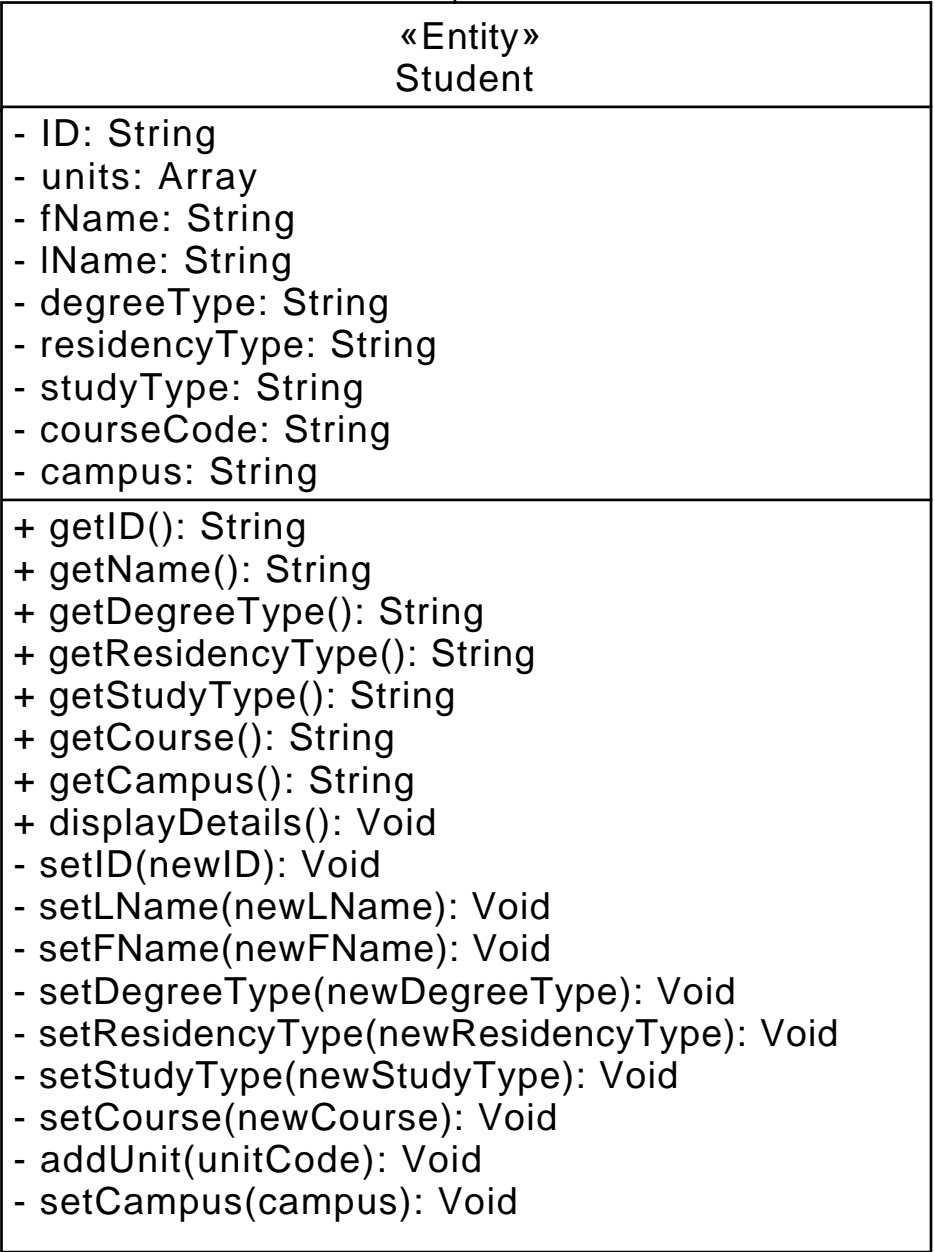 «Entity»
Student
- ID: String
- units: Array
- fName: String
- lName: String
- degreeType: String
- residencyType: String
- studyType: String
- courseCode: String
- campus: String
+ getID(): String
+ getName(): String
+ getDegreeType(): String
+ getResidencyType(): String
+ getStudyType(): String
+ getCourse(): String
+ getCampus(): String
+ displayDetails(): Void
- setID(newID): Void
- setLName(newLName): Void
- setFName(newFName): Void
- setDegreeType(newDegreeType): Void
- setResidencyType(newResidencyType): Void
- setStudyType(newStudyType): Void
- setCourse(newCourse): Void
- addUnit(unitCode): Void
- setCampus(campus): Void